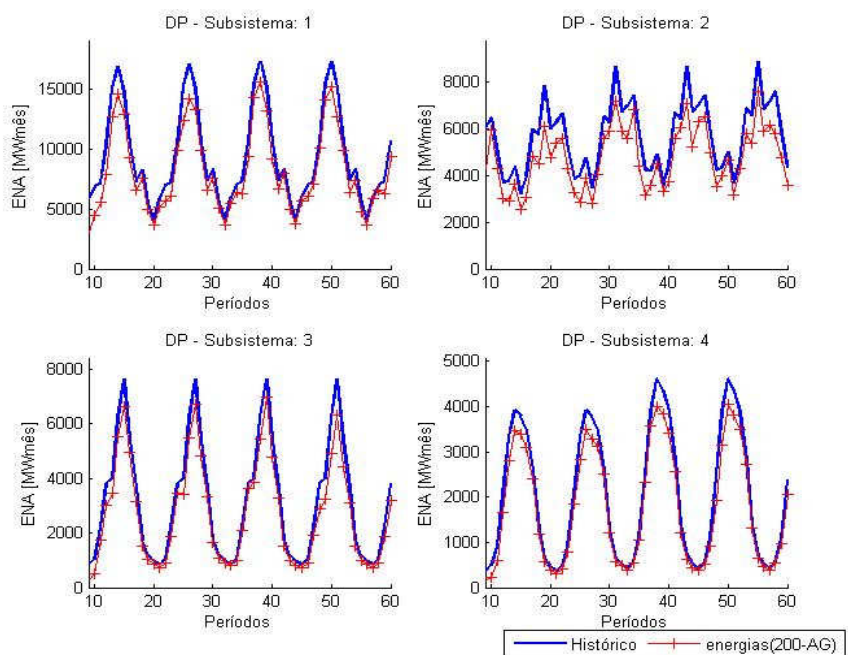 DP - Subsistema: 1
DP - Subsistema: 2
ENA [MWmês]
15000
10000
5000
0
10 20 30 40 50 60
Períodos
ENA [MWmês]
8000
6000
4000
2000
0
10 20 30 40 50 60
Períodos
DP - Subsistema: 3
DP - Subsistema: 4
ENA [MWmês]
8000
6000
4000
2000
0
10 20 30 40 50 60
Períodos
ENA [MWmês]
5000
4000
3000
2000
1000
0
10 20 30 40 50 60
Períodos
Histórico
energias(200-AG)